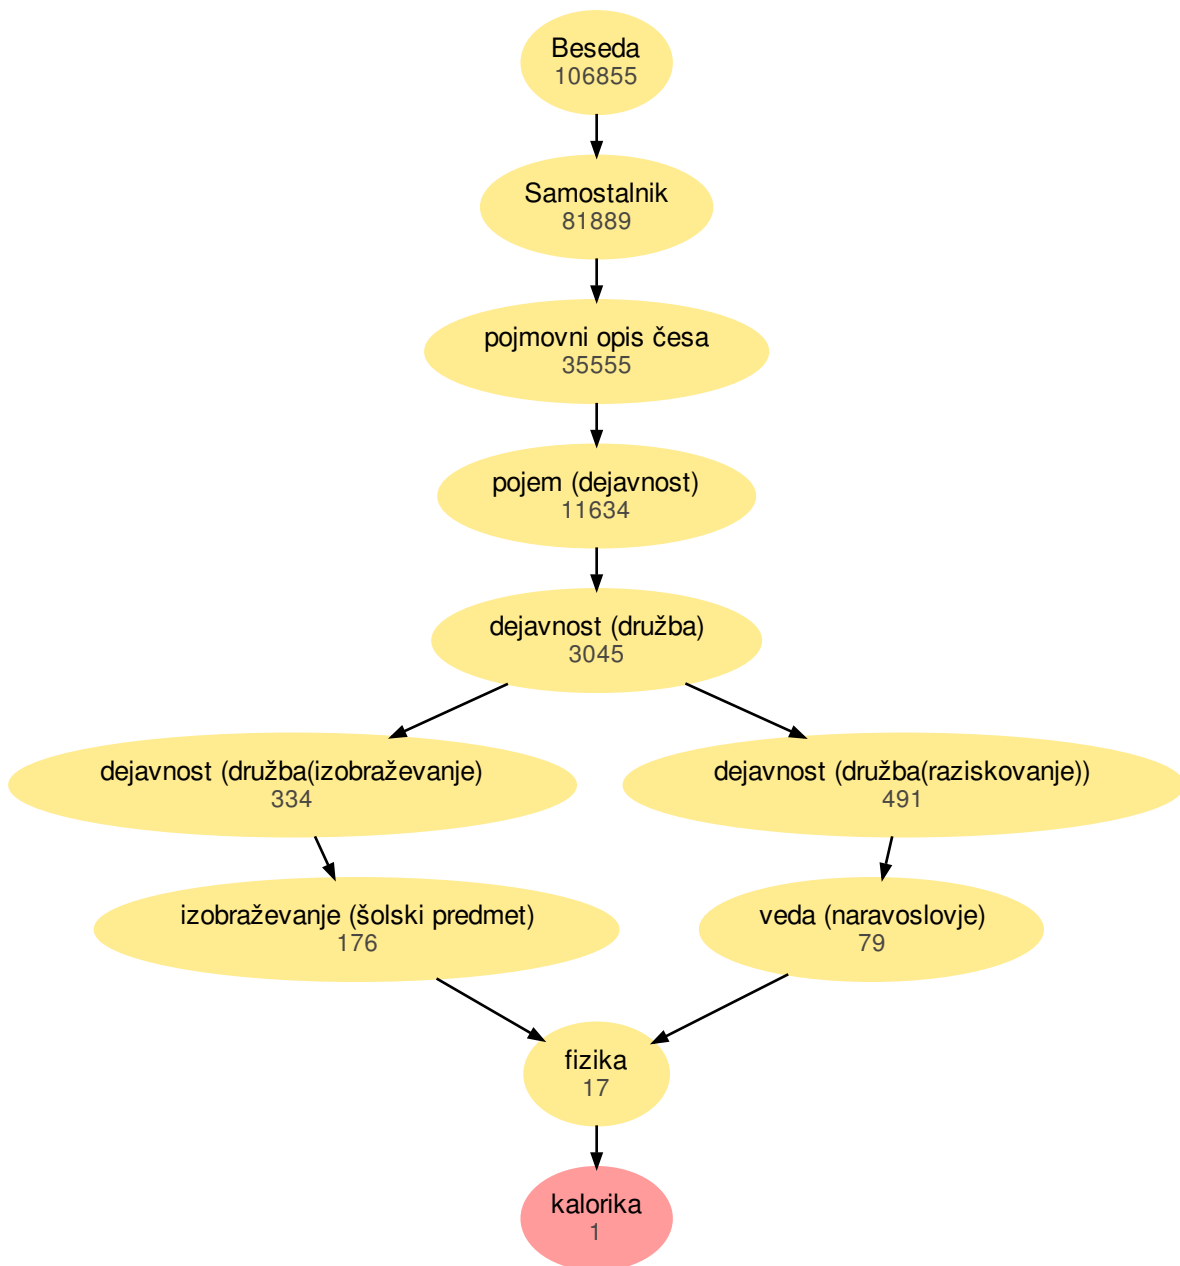 Beseda
106855
Samostalnik
81889
pojmovni opis česa
35555
pojem (dejavnost)
11634
dejavnost (družba)
3045
dejavnost (družba(izobraževanje)
334
dejavnost (družba(raziskovanje))
491
izobraževanje (šolski predmet)
176
veda (naravoslovje)
79
fizika
17
kalorika
1